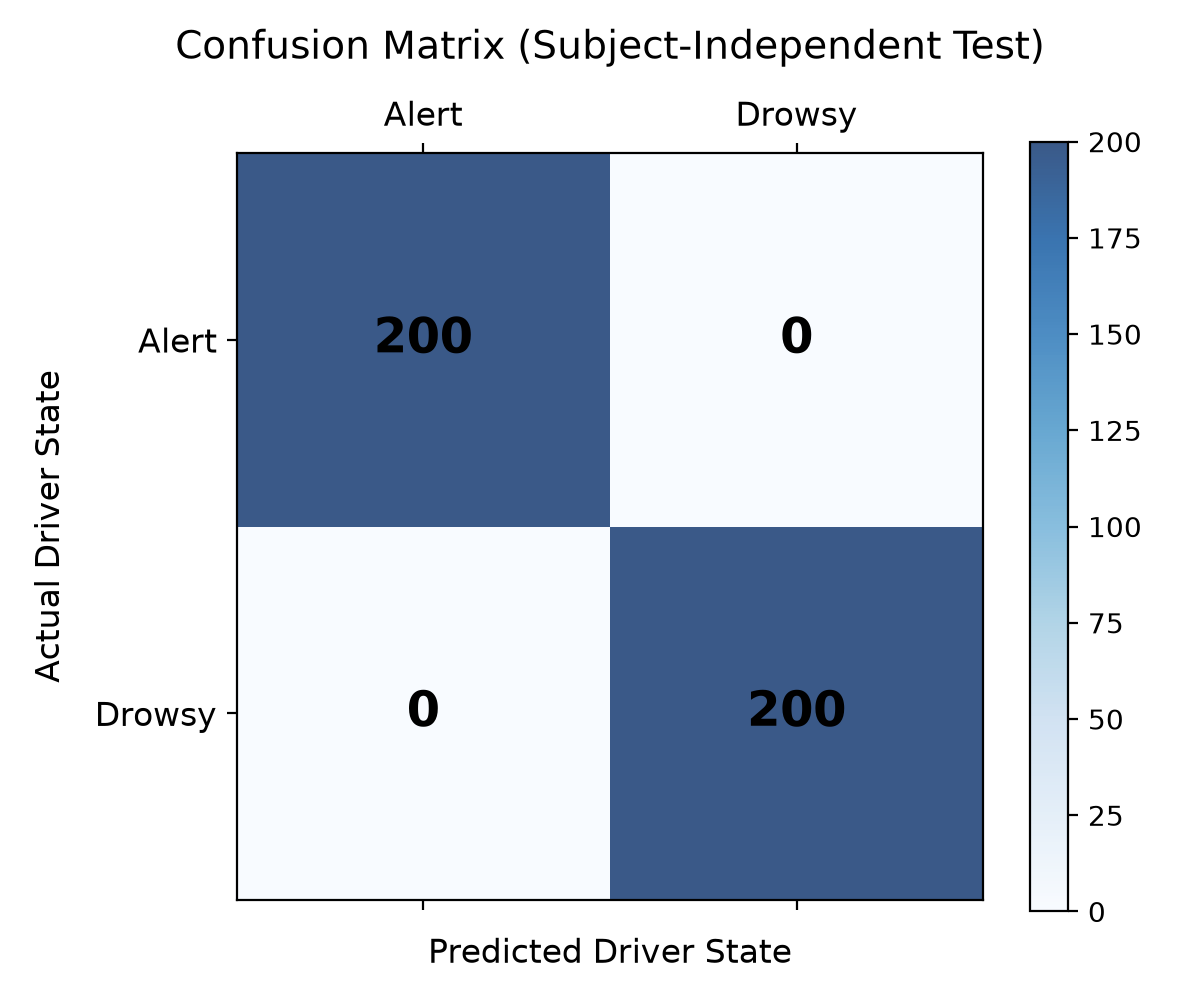 Confusion Matrix (Subject-Independent Test)
Alert Drowsy
200
175
150
125
100
75
50
25
0
Actual Driver State
Alert 200 0
Drowsy 0 200
Predicted Driver State